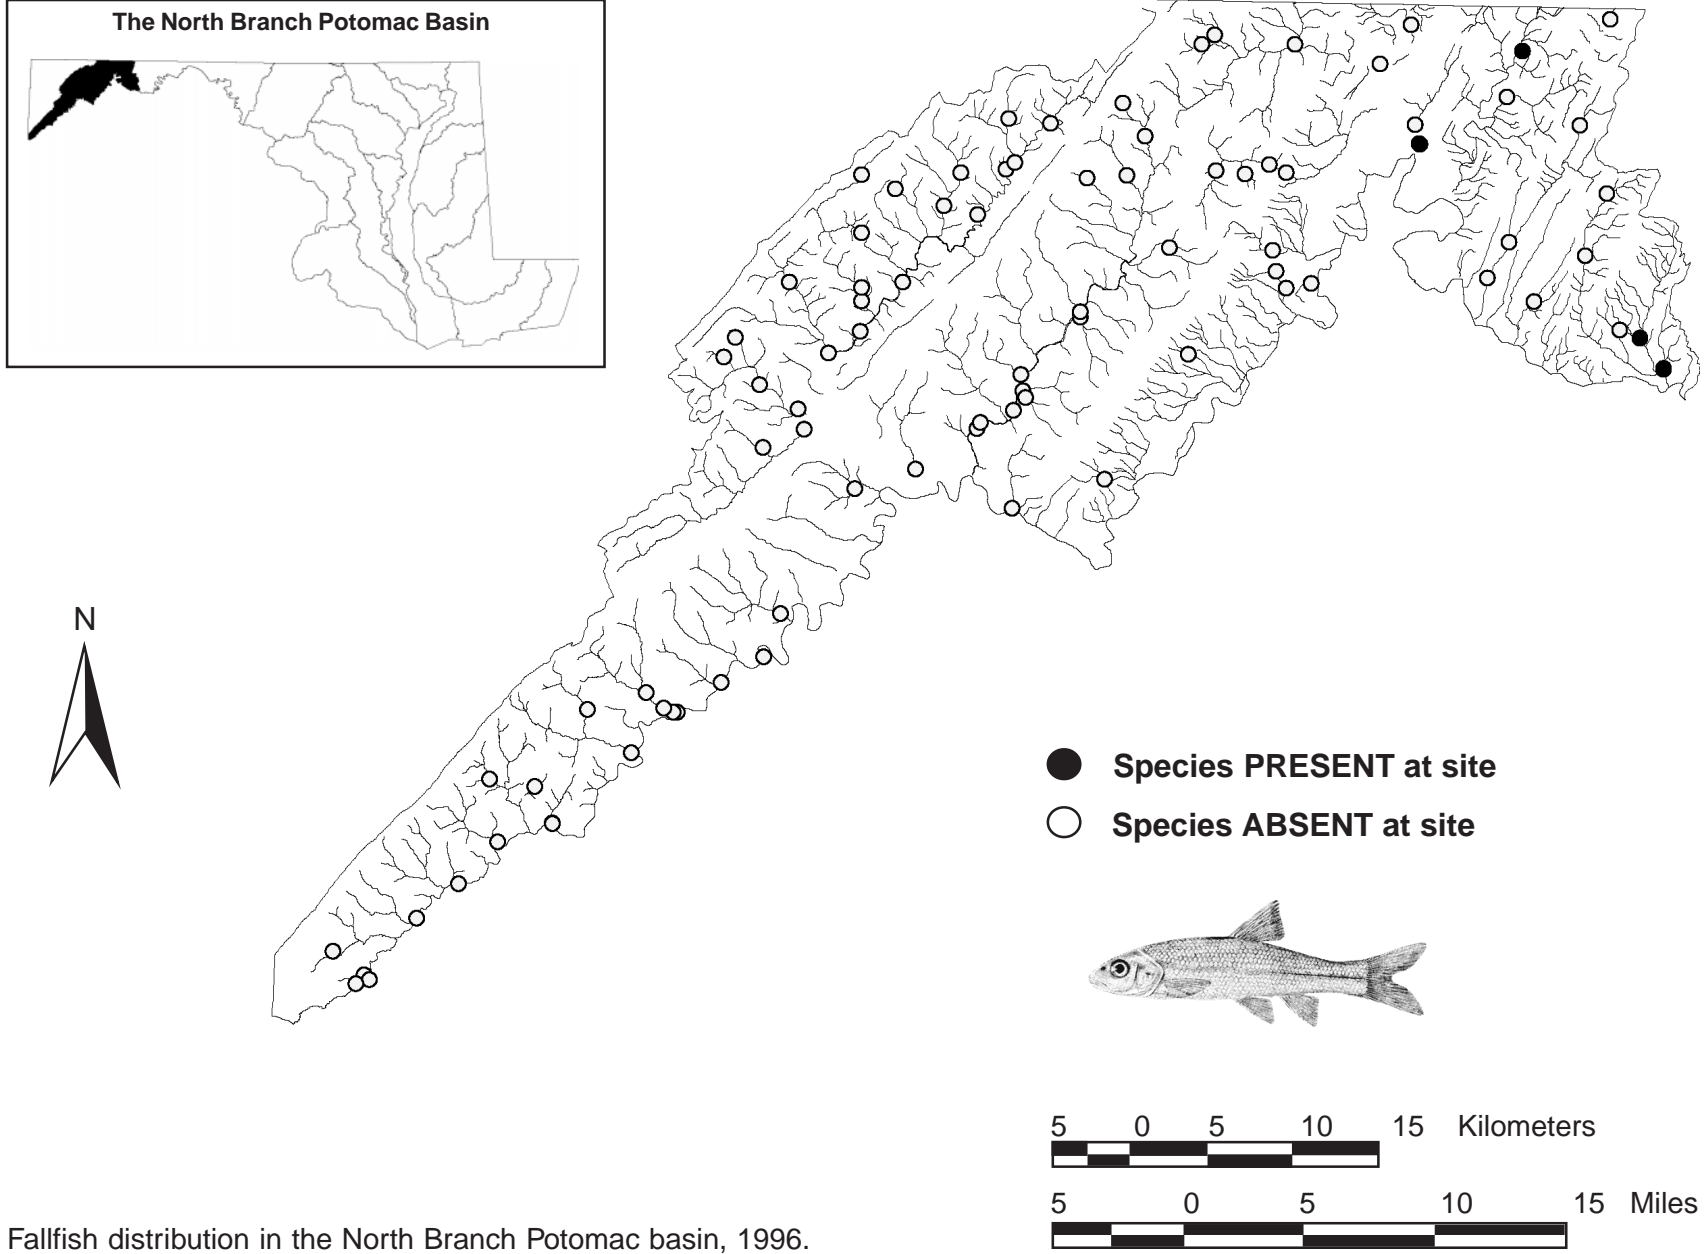 The North Branch Potomac Basin
N
Species PRESENT at site
Species ABSENT at site
5 0 5 10 15 Kilometers
5 0 5 10 15 Miles
Fallfish distribution in the North Branch Potomac basin, 1996.